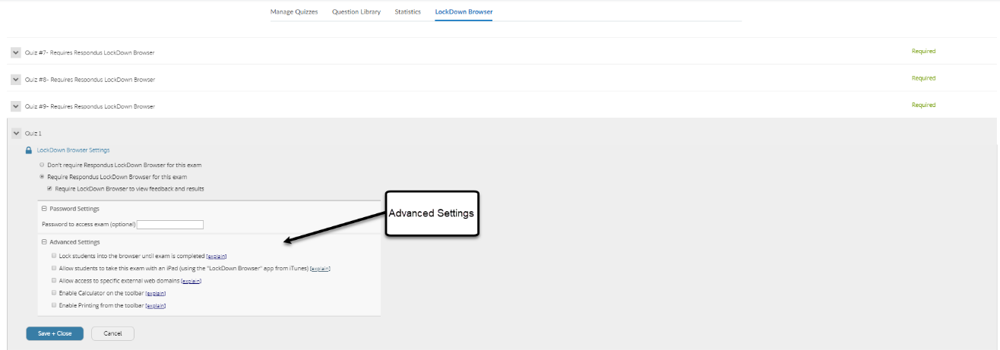 Manage Quizzes Question Library Statistics LockDown Browser
Quiz #7- Requires Respondus LockDown Browser Required
Quiz #8- Requires Respondus LockDown Browser Required
Quiz #9- Requires Respondus LockDown Browser Required
Quiz 1
LockDown Browser Settings
Don't require Respondus LockDown Browser for this exam
Require Respondus LockDown Browser for this exam
Require LockDown Browser to view feedback and results
Password Settings
Advanced Settings
Password to access exam (optional)
Advanced Settings
Lock students into the browser until exam is completed [explain]
Allow students to take this exam with an iPad (using the "LockDown Browser" app from iTunes) [explain]
Allow access to specific external web domains [explain]
Enable Calculator on the toolbar [explain]
Enable Printing from the toolbar [explain]
Save + Close Cancel